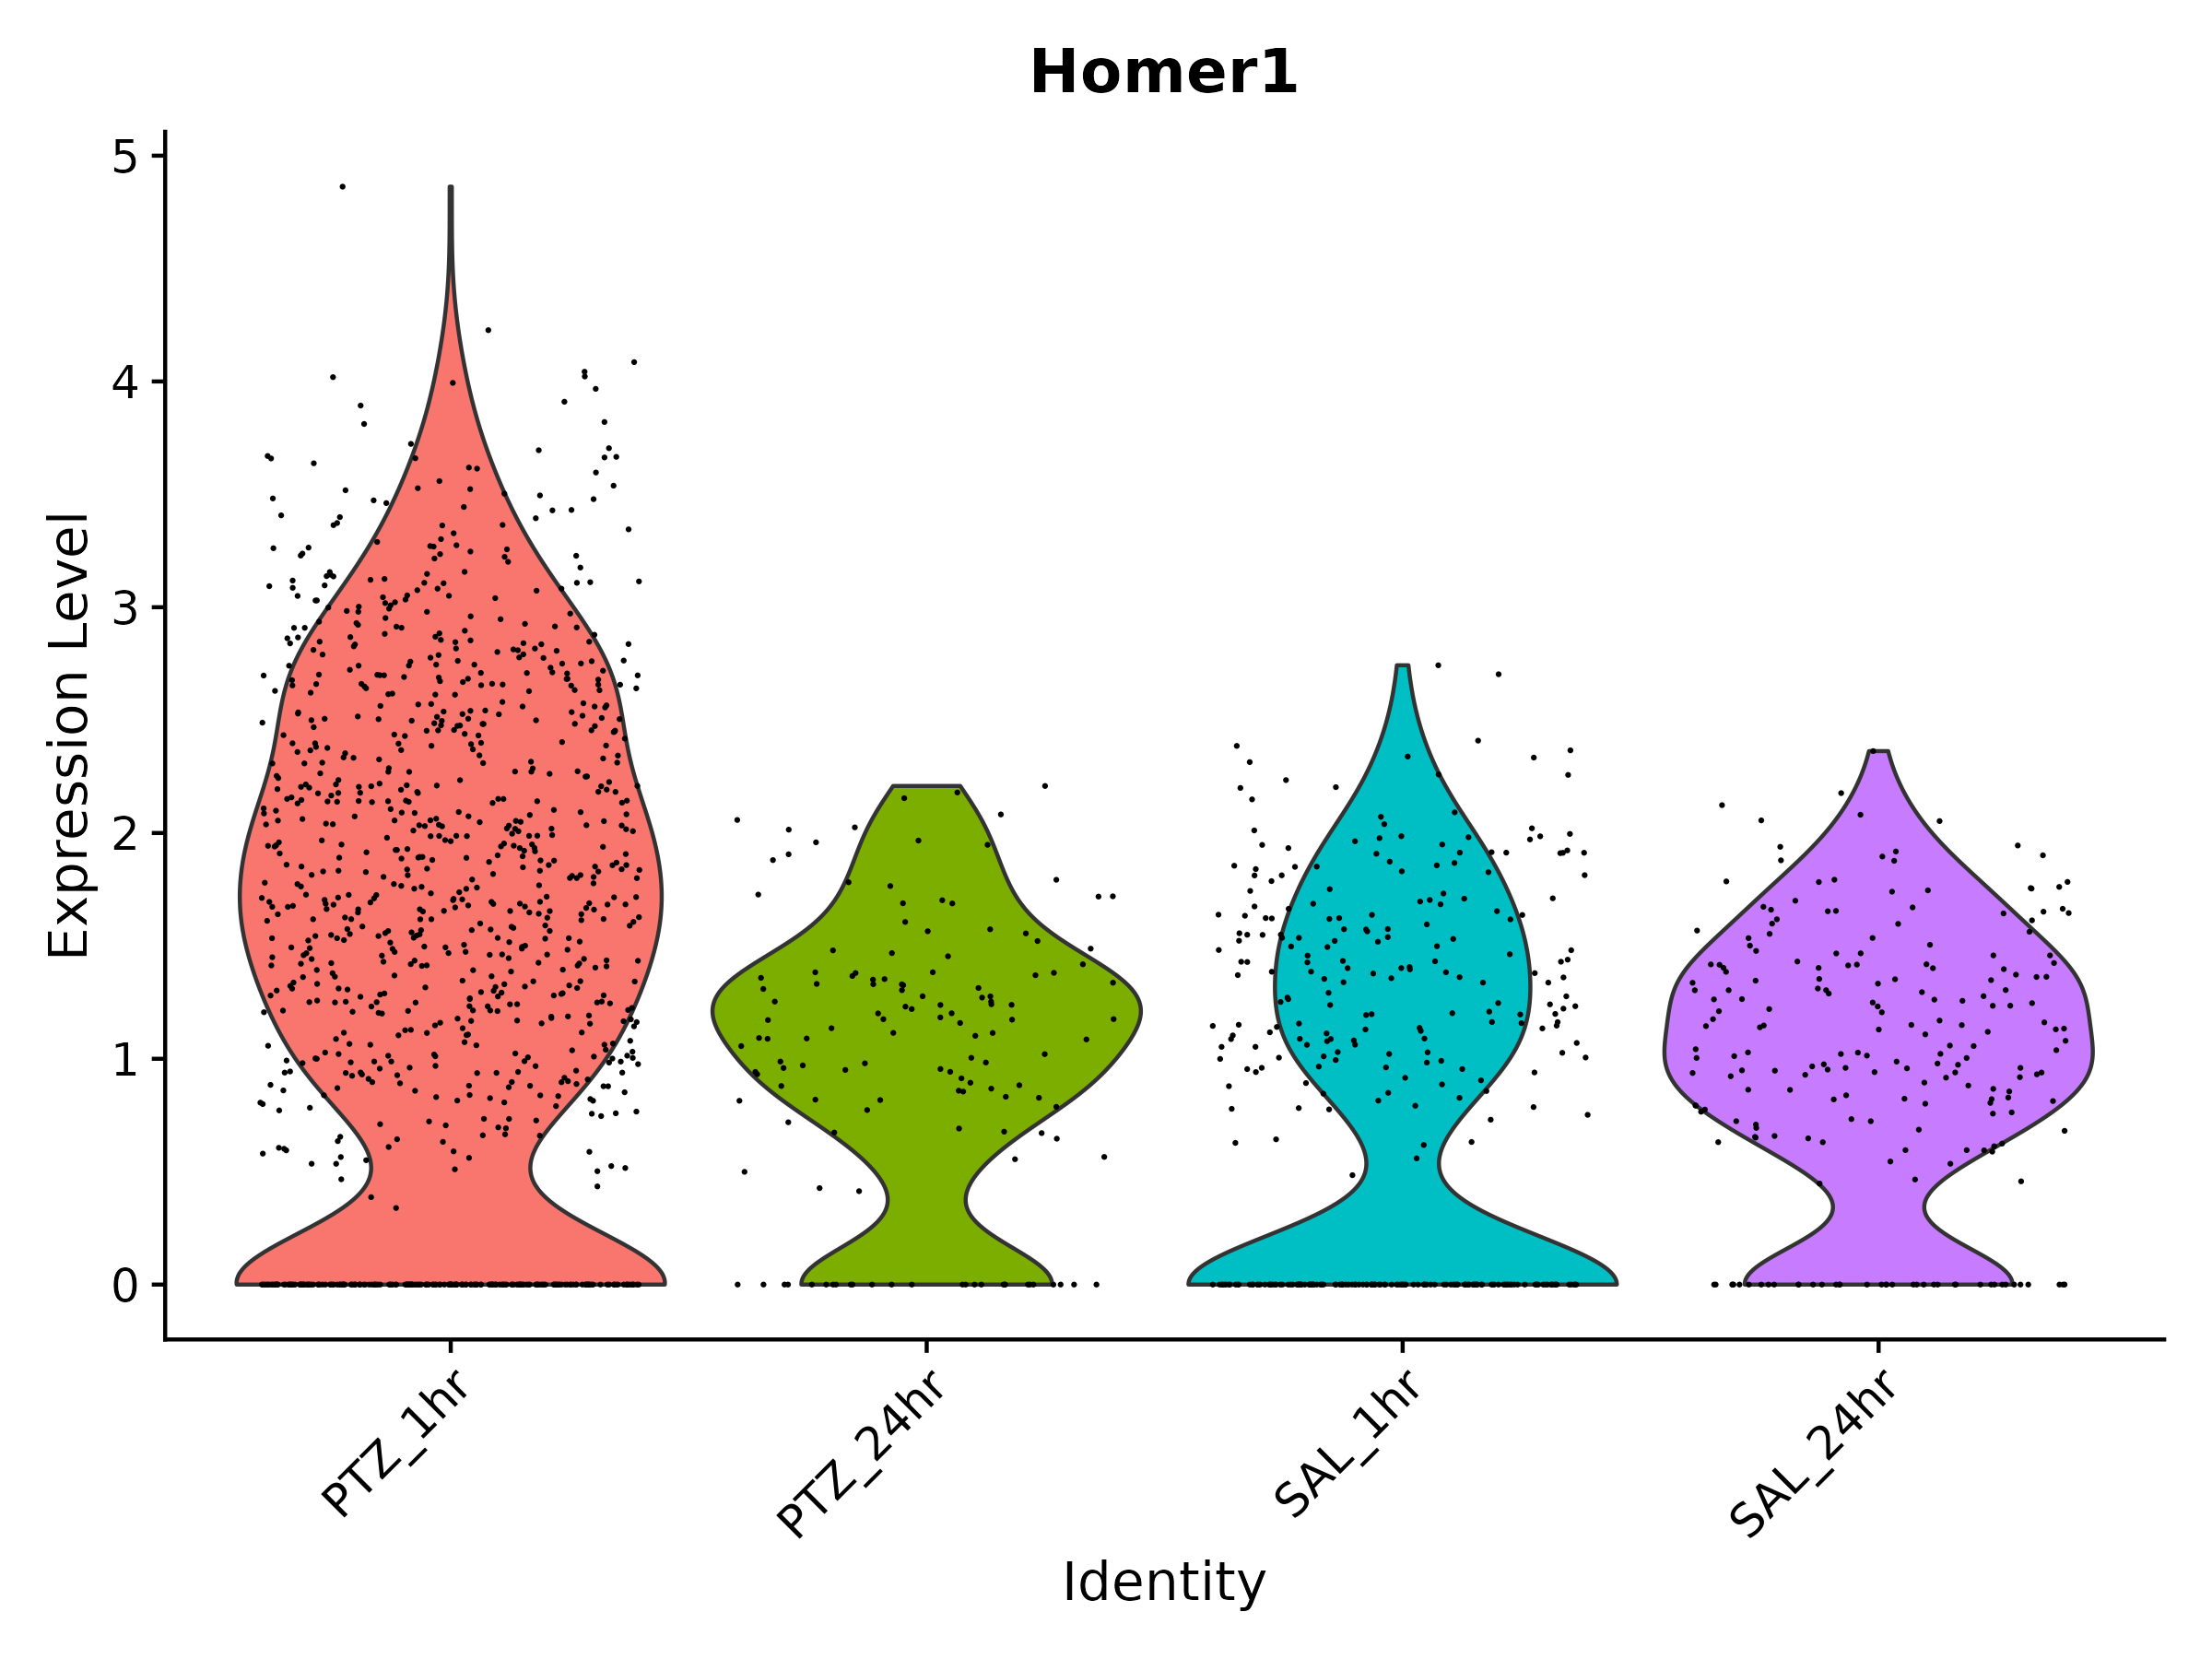 Homer1
Expression Level
5
4
3
2
1
0
PTZ_1hr
PTZ_24hr
SAL_1hr
SAL_24hr
Identity